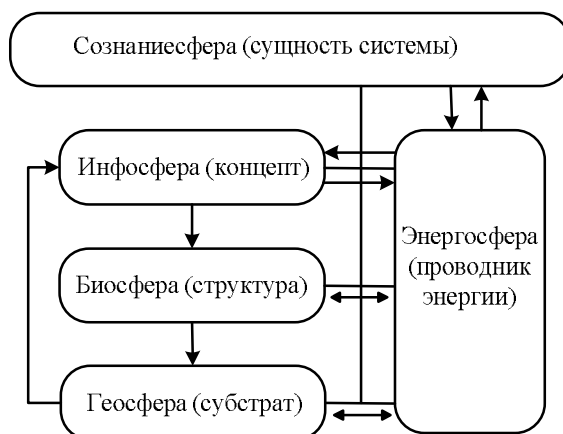 Сознаниесфера (сущность системы)
Инфосфера (концепт)
Энергосфера
(проводник
энергии)
Биосфера (структура)
Геосфера (субстрат)